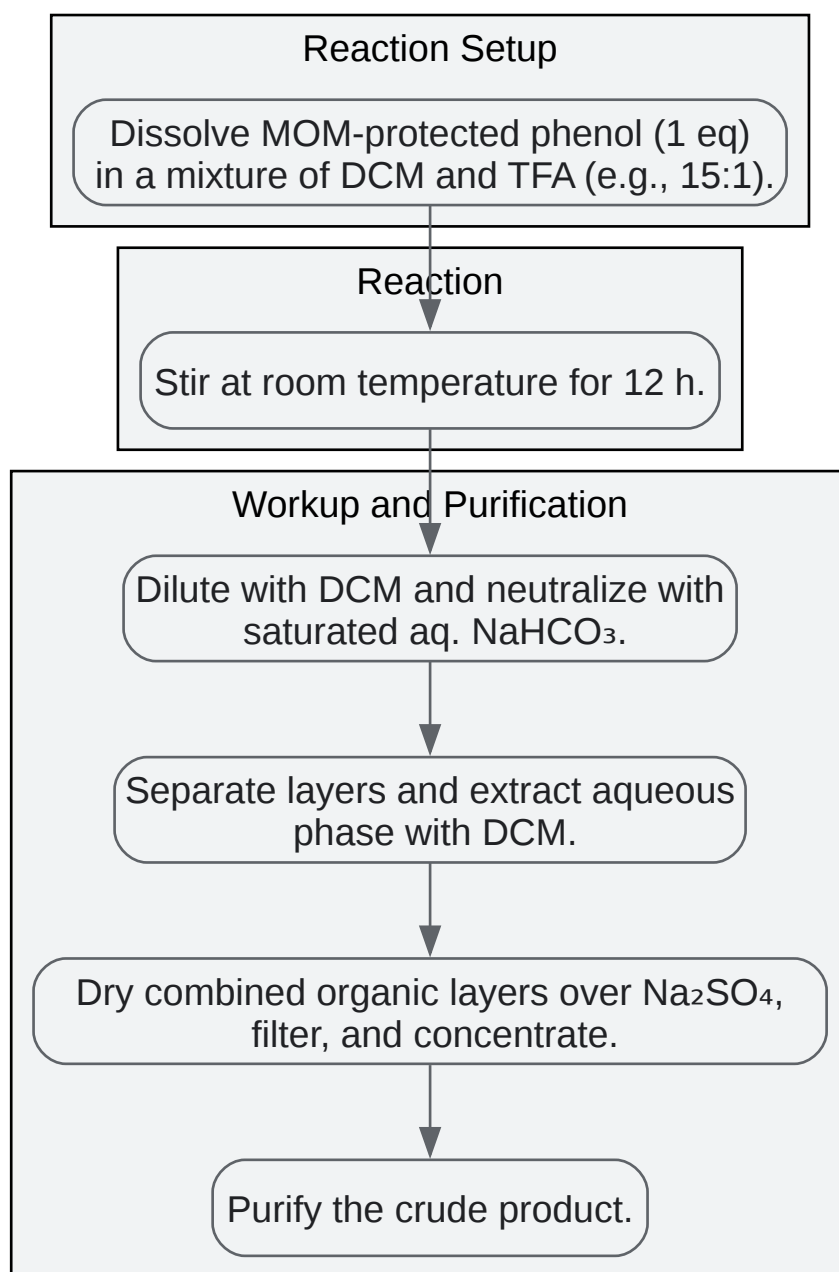 Reaction Setup
Dissolve MOM-protected phenol (1 eq)
in a mixture of DCM and TFA (e.g., 15:1).
Reaction
Stir at room temperature for 12 h.
Workup and Purification
Dilute with DCM and neutralize with
saturated aq. NaHCO₃.
Separate layers and extract aqueous
phase with DCM.
Dry combined organic layers over Na₂SO₄,
filter, and concentrate.
Purify the crude product.